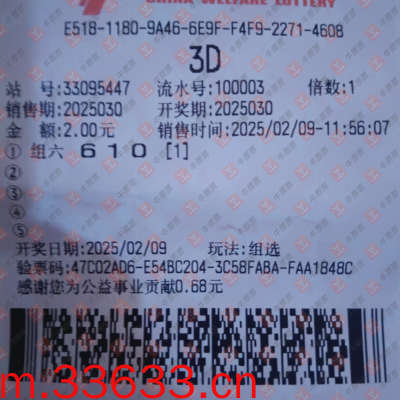 CHINA WELFARE LOTTERY
E518-1180-9A46-6E9F-F4F9-2271-4608
3D
站 号:33095447 流水号:100003 倍数:1
销售期:2025030 开奖期:2025030
金 额:2.00元 销售时间:2025/02/09-11:56:07
① 组六 6 1 0 [1]
②
③
④
⑤
开奖日期:2025/02/09 玩法:组选
验票码:47C02AD6-E54BC204-3C58FABA-FAA1848C
感谢您为公益事业贡献0.68元
m.33633.cn